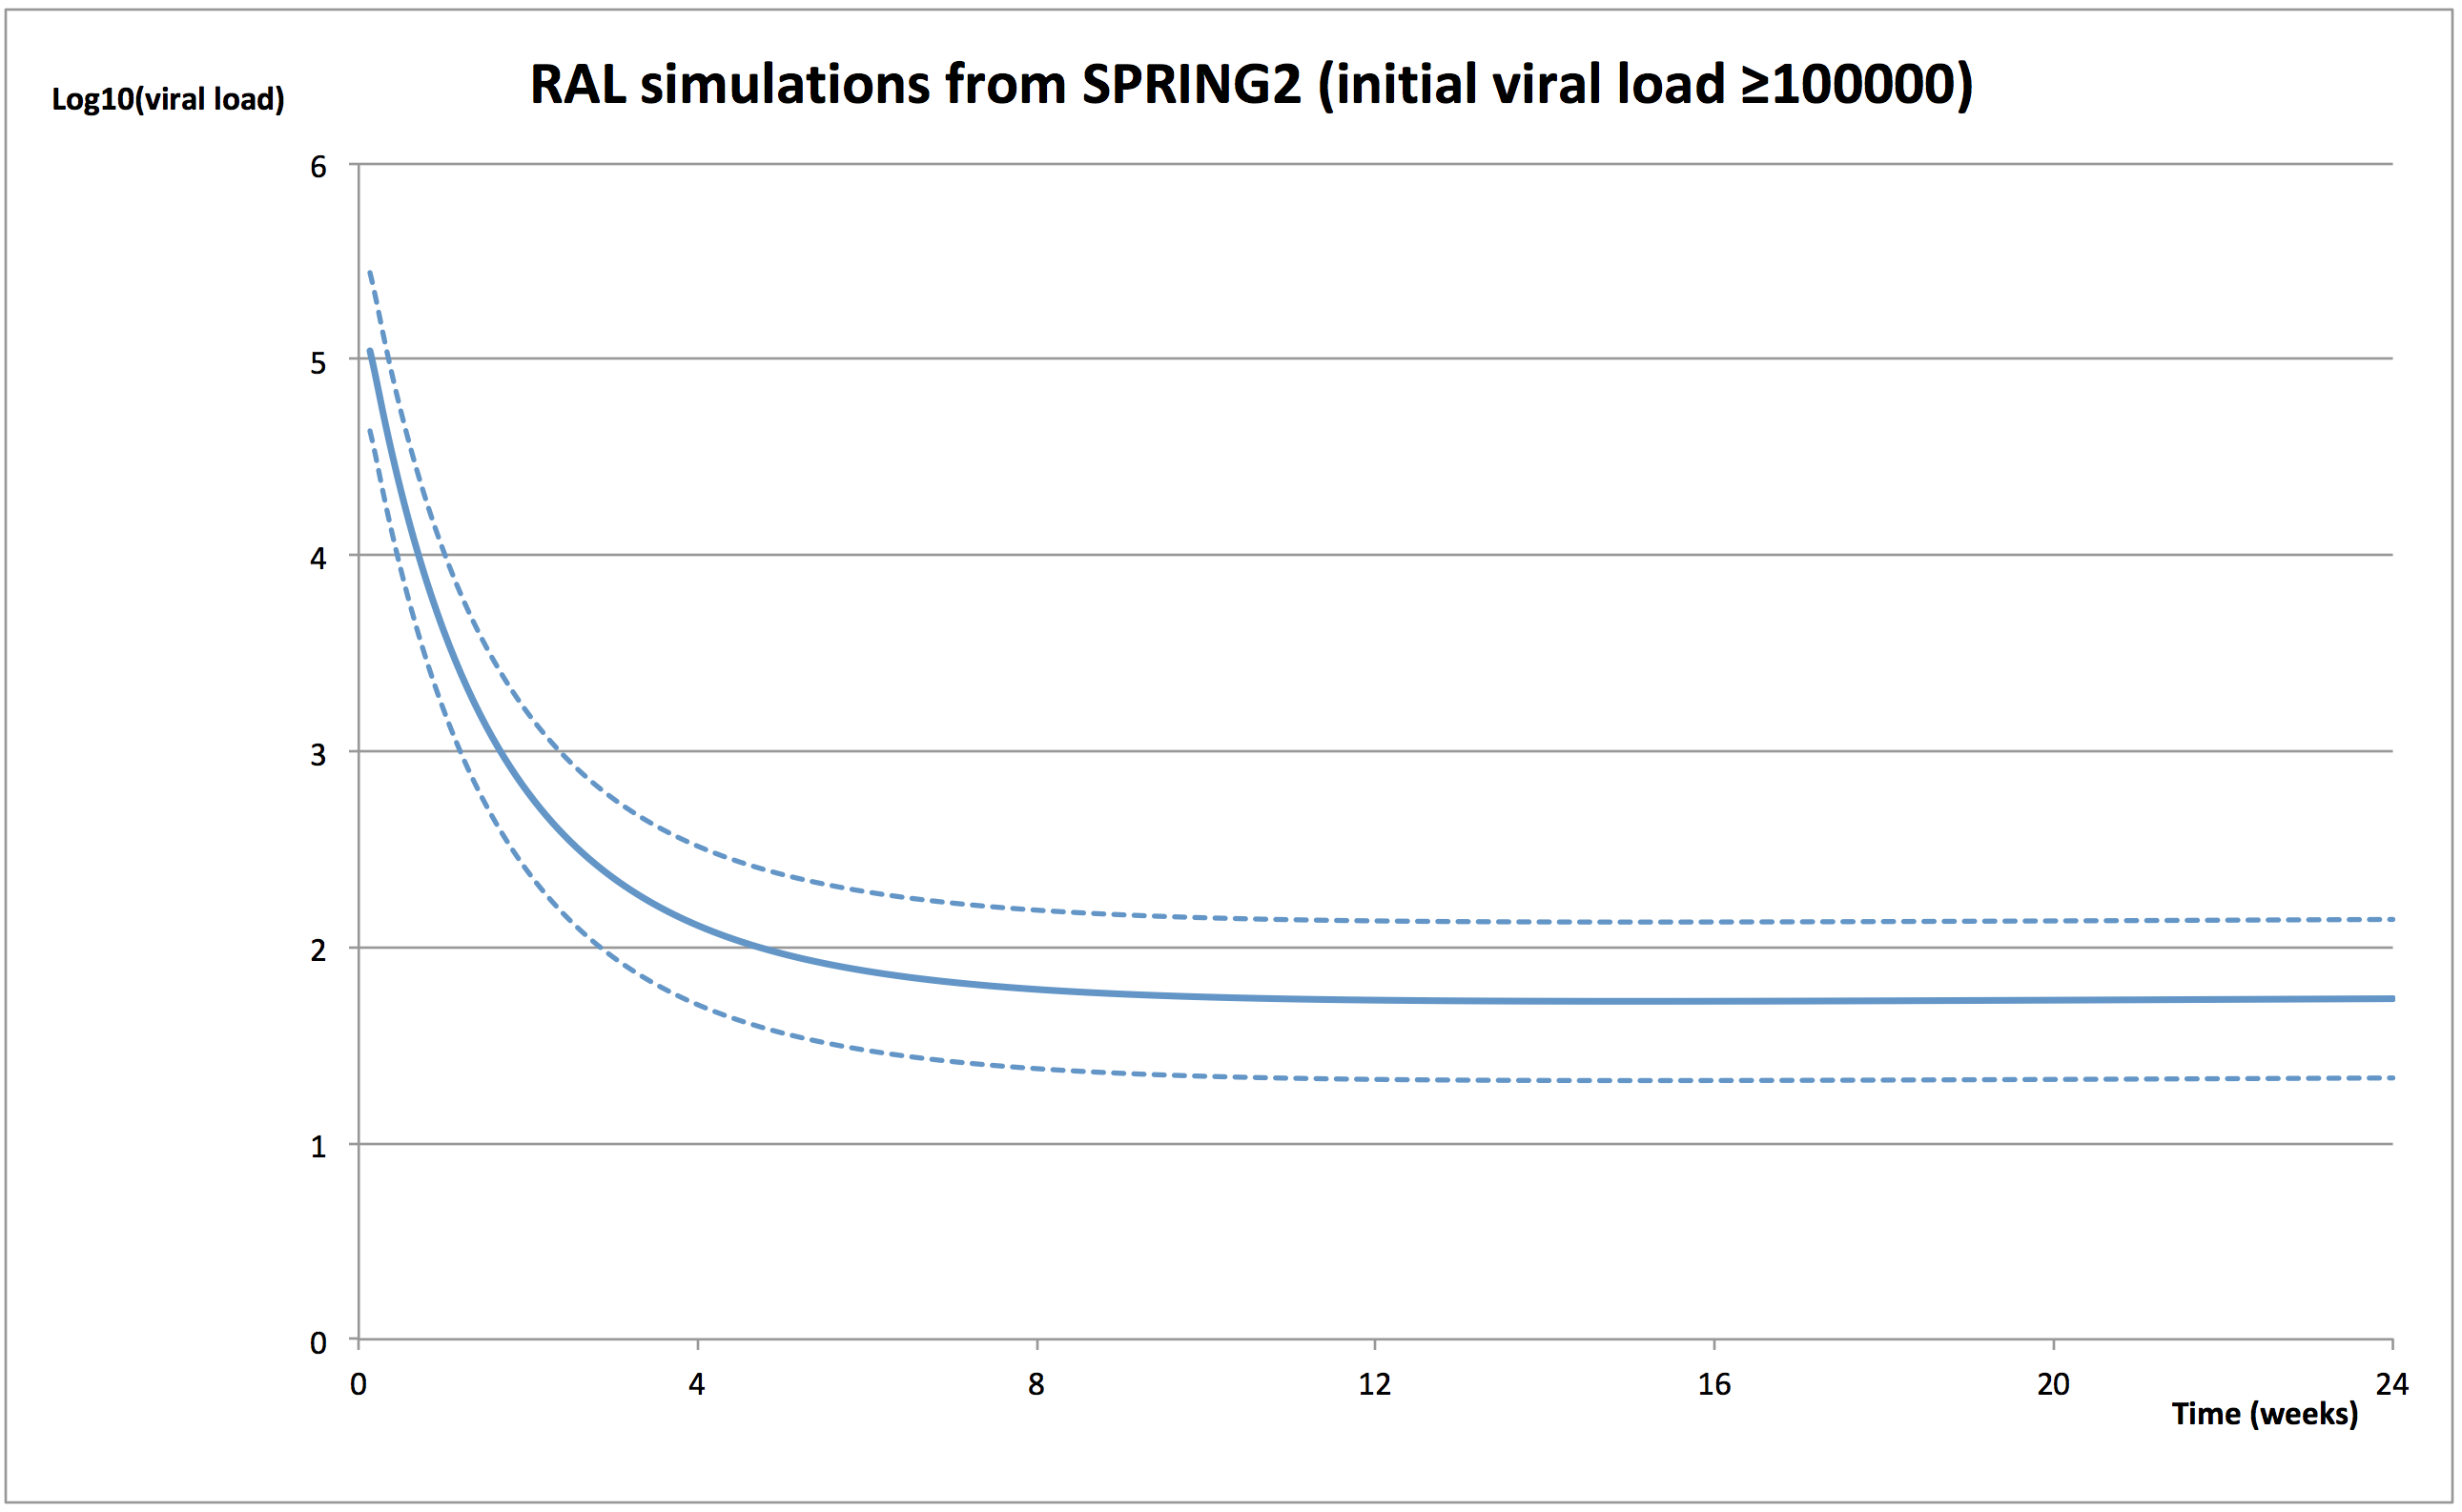 RAL simulations from SPRING2 (initial viral load ≥100000)
Log10(viral load)
6
5
4
3
2
1
0
0 4 8 12 16 20 24
Time (weeks)